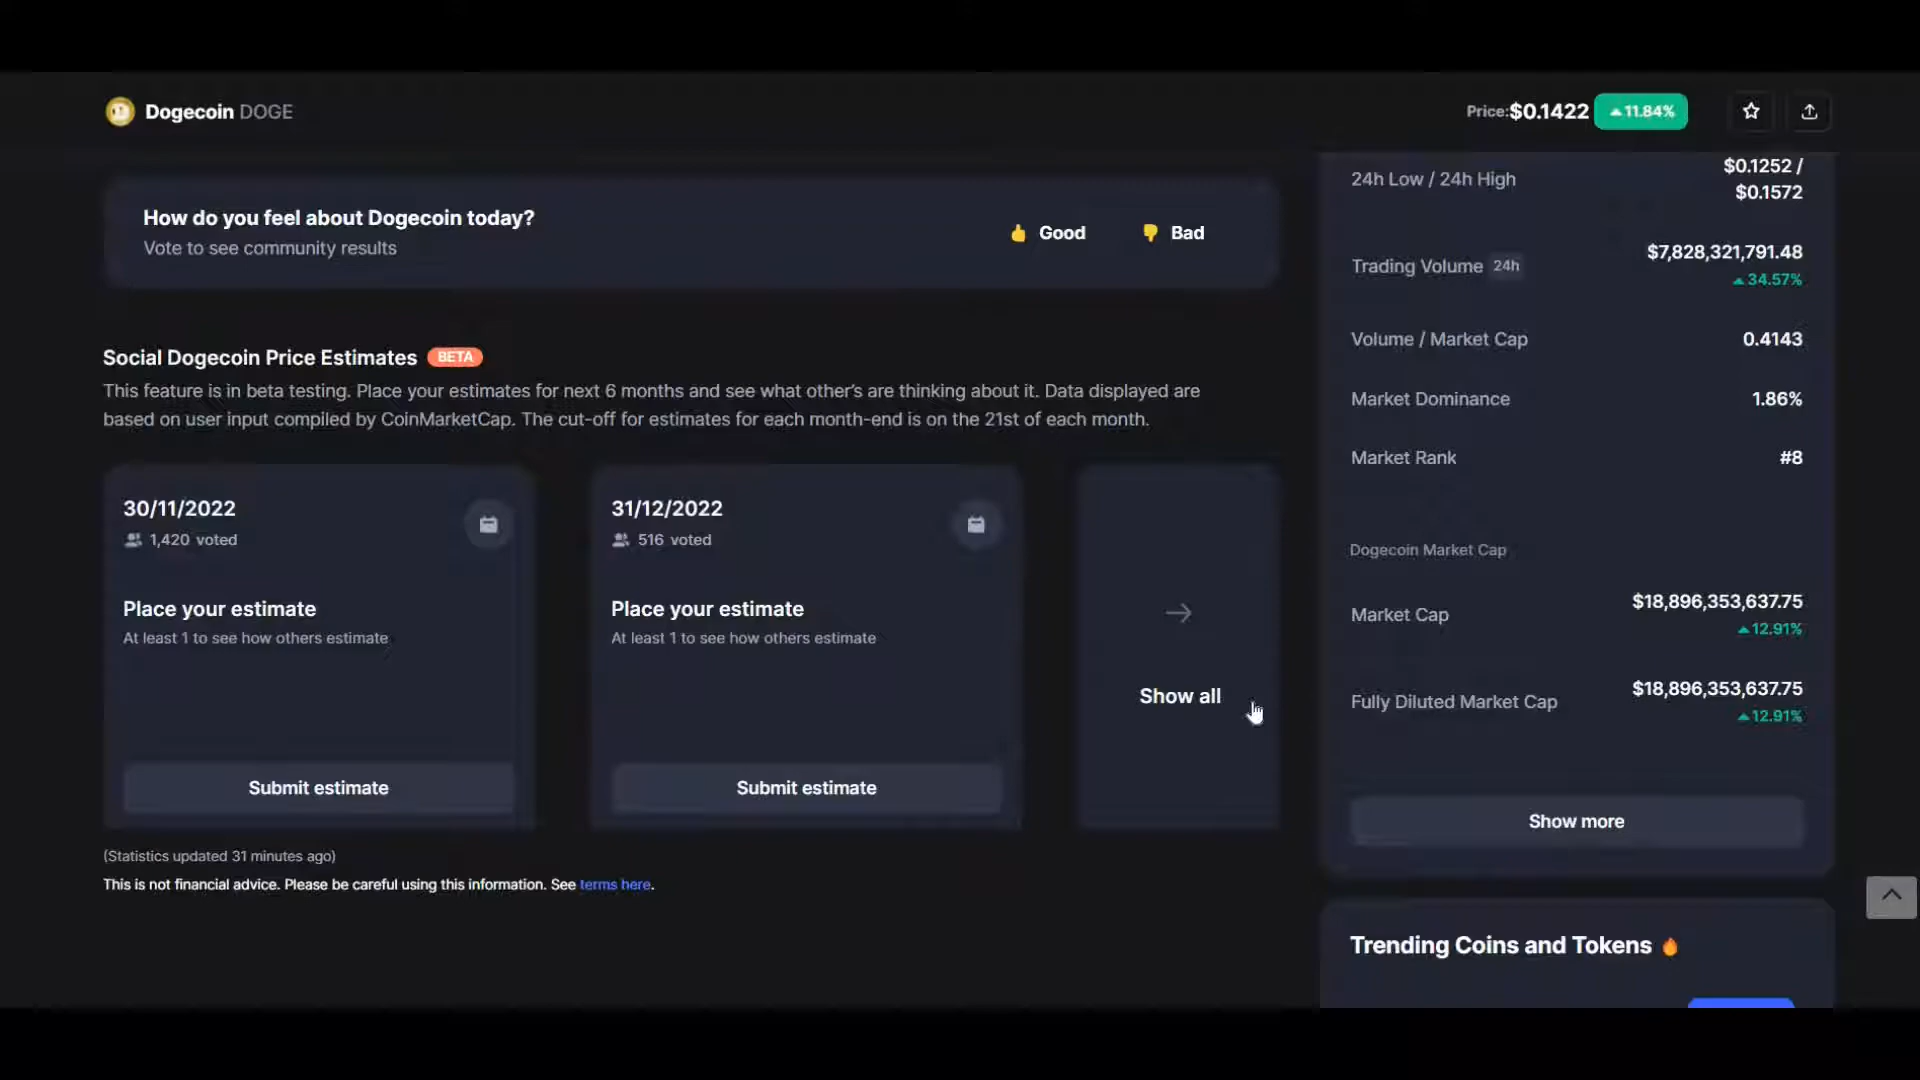 Dogecoin DOGE
Price:$0.1422 11.84%
How do you feel about Dogecoin today?
Vote to see community results
Good
Bad
Social Dogecoin Price Estimates BETA
This feature is in beta testing. Place your estimates for next 6 months and see what other's are thinking about it. Data displayed are
based on user input compiled by CoinMarketCap. The cut-off for estimates for each month-end is on the 21st of each month.
30/11/2022
1,420 voted
Place your estimate
At least 1 to see how others estimate
Submit estimate
31/12/2022
516 voted
Place your estimate
At least 1 to see how others estimate
Submit estimate
Show all
(Statistics updated 31 minutes ago)
This is not financial advice. Please be careful using this information. See terms here.
24h Low / 24h High
$0.1252 /
$0.1572
Trading Volume 24h
$7,828,321,791.48
34.57%
Volume / Market Cap
0.4143
Market Dominance
1.86%
Market Rank
#8
Dogecoin Market Cap
Market Cap
$18,896,353,637.75
12.91%
Fully Diluted Market Cap
$18,896,353,637.75
12.91%
Show more
Trending Coins and Tokens